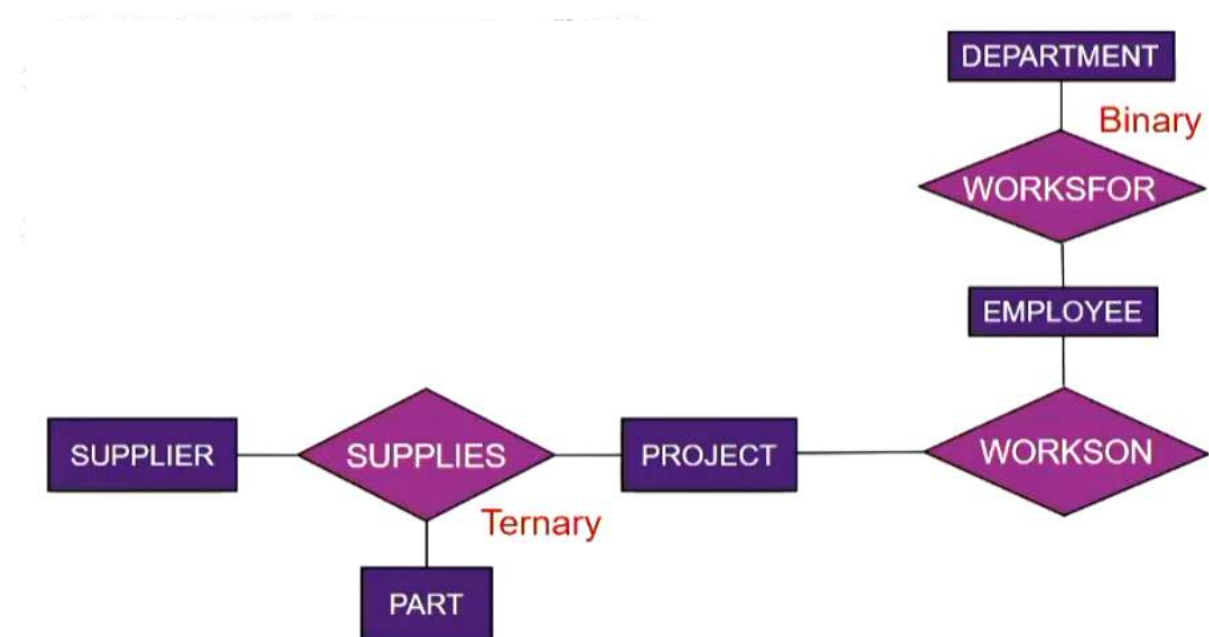 DEPARTMENT
Binary
WORKSFOR
EMPLOYEE
SUPPLIER
SUPPLIES
PROJECT
WORKSON
Ternary
PART